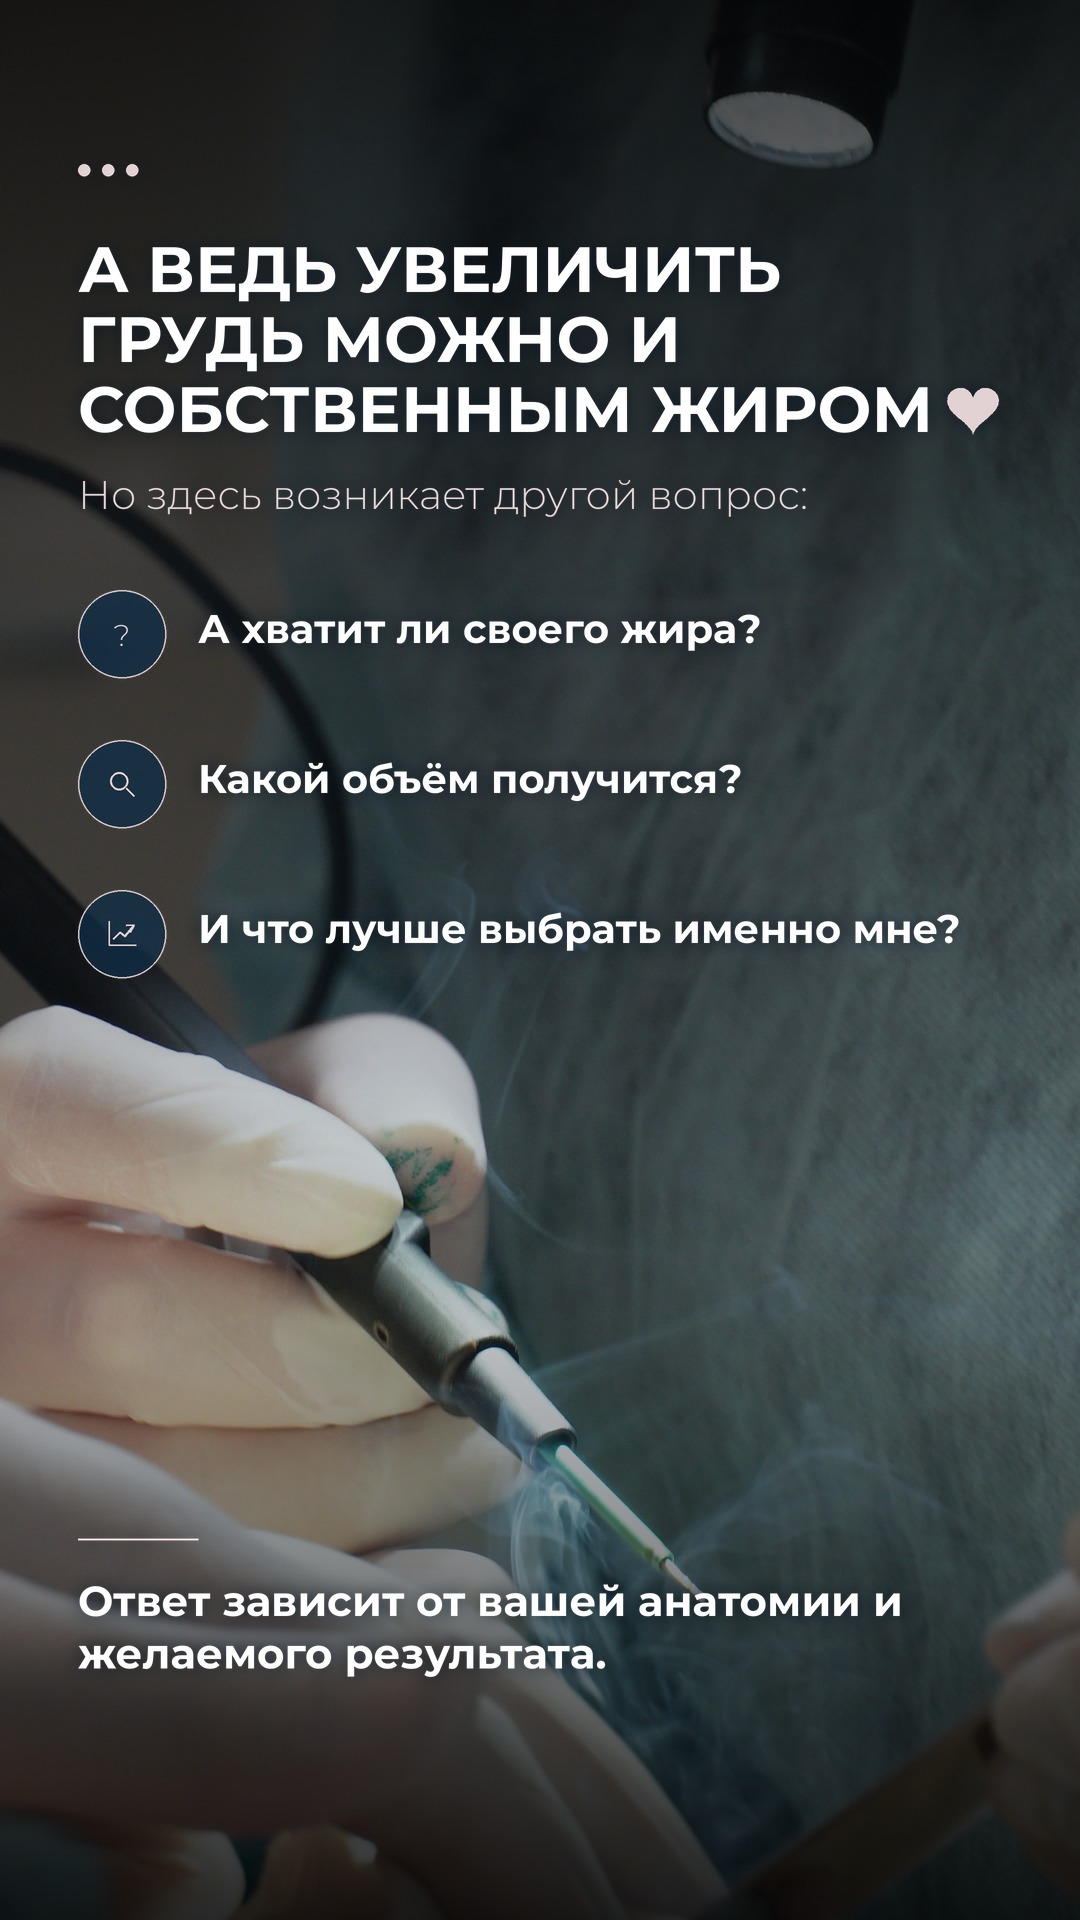 А ВЕДЬ УВЕЛИЧИТЬ
ГРУДЬ МОЖНО И
СОБСТВЕННЫМ ЖИРОМ
Но здесь возникает другой вопрос:
?
А хватит ли своего жира?
Какой объём получится?
И что лучше выбрать именно мне?
Ответ зависит от вашей анатомии и
желаемого результата.